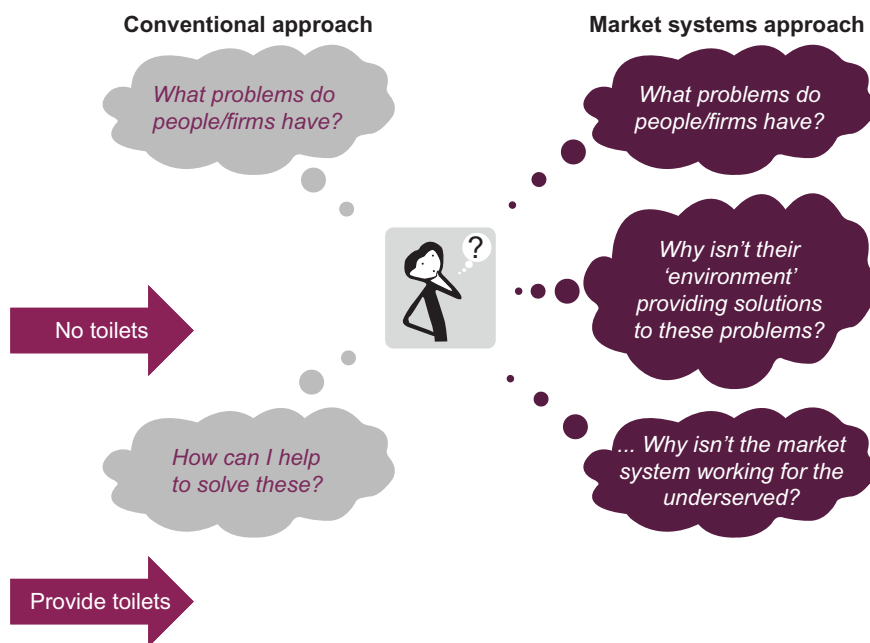 Conventional approach
Market systems approach
What problems do
people/firms have?
What problems do
people/firms have?
?
Why isn't their
'environment'
providing solutions
to these problems?
No toilets
How can I help
to solve these?
... Why isn't the market
system working for the
underserved?
Provide toilets